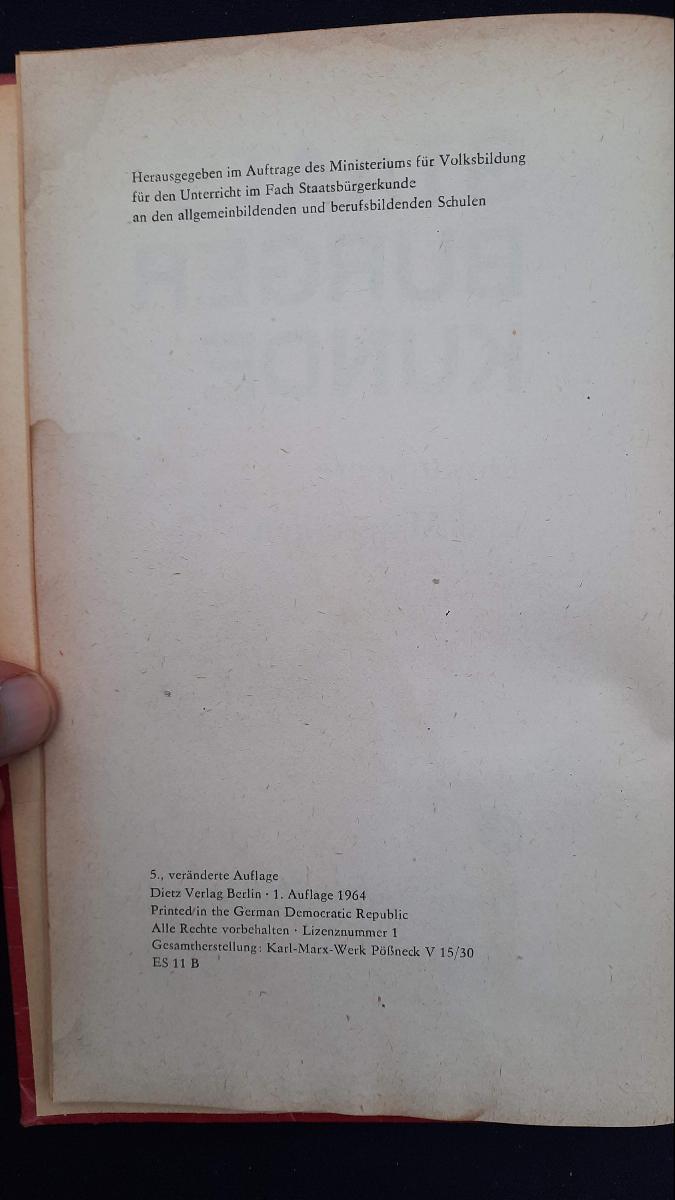 Herausgegeben im Auftrage des Ministeriums für Volksbildung
für den Unterricht im Fach Staatsbürgerkunde
an den allgemeinbildenden und berufsbildenden Schulen
BÜRGER
KUNDE
5., veränderte Auflage
Dietz Verlag Berlin · 1. Auflage 1964
Printed in the German Democratic Republic
Alle Rechte vorbehalten · Lizenznummer 1
Gesamtherstellung: Karl-Marx-Werk Pößneck V 15/30
ES 11 B